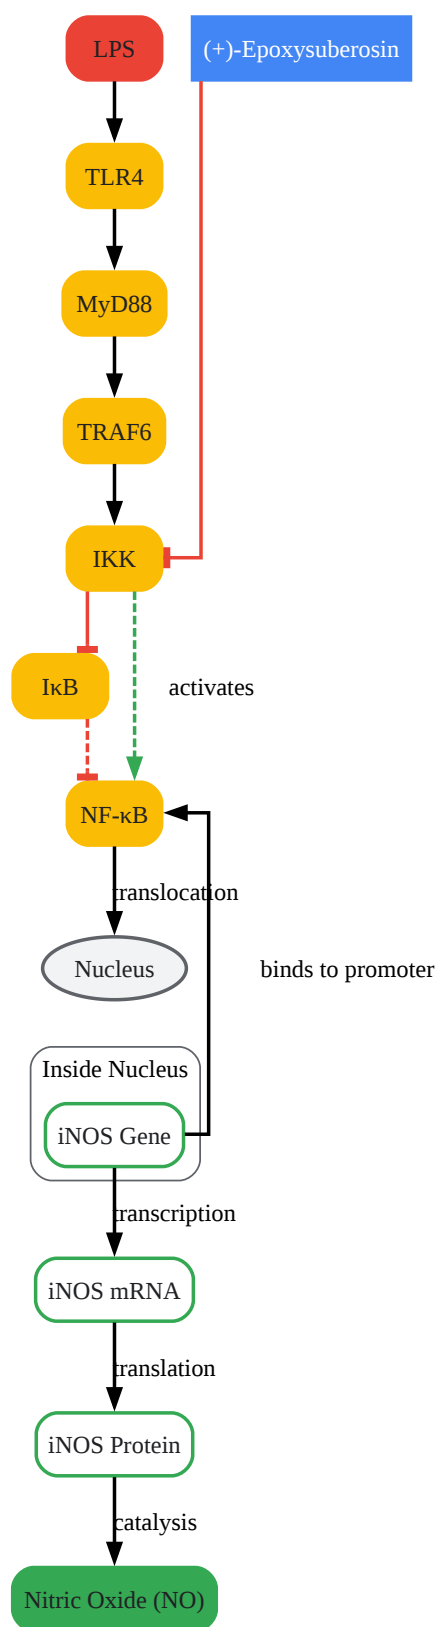 LPS
(+)-Epoxysuberosin
TLR4
MyD88
TRAF6
IKK
IκB
activates
NF-κB
translocation
Nucleus
binds to promoter
Inside Nucleus
iNOS Gene
transcription
iNOS mRNA
translation
iNOS Protein
catalysis
Nitric Oxide (NO)